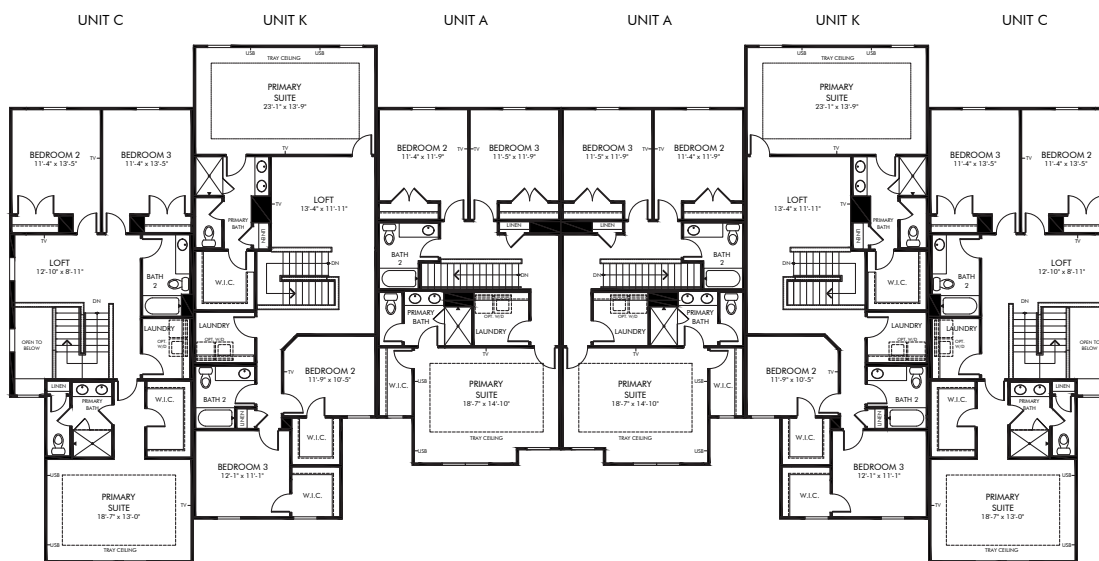 UNIT C
UNIT K
UNIT A
UNIT A
UNIT K
UNIT C
BEDROOM 2
11'-4" x 13'-5"
TV
BEDROOM 3
11'-4" x 13'-5"
TV
LOFT
12'-10" x 8'-11"
BATH
2
DN
OPEN TO
BELOW
LAUNDRY
OPT.
W/D
LINEN
PRIMARY
BATH
W.I.C.
USB
PRIMARY
SUITE
18'-7" x 13'-0"
TV
USB
TRAY CEILING
USB
USB
TRAY CEILING
PRIMARY
SUITE
23'-1" x 13'-9"
TV
TV
LOFT
13'-4" x 11'-11"
PRIMARY
BATH
LINEN
W.I.C.
DN
LAUNDRY
OPT. W/D
BEDROOM 2
11'-9" x 10'-5"
BATH 2
LINEN
W.I.C.
BEDROOM 3
12'-1" x 11'-1"
W.I.C.
BEDROOM 2
11'-4" x 11'-9"
TV
BEDROOM 3
11'-5" x 11'-9"
LINEN
BATH
2
DN
PRIMARY
BATH
OPT. W/D
LAUNDRY
TV
W.I.C.
USB
PRIMARY
SUITE
18'-7" x 14'-10"
TRAY CEILING
USB
BEDROOM 3
11'-5" x 11'-9"
TV
BEDROOM 2
11'-4" x 11'-9"
LINEN
BATH
2
DN
OPT. W/D
LAUNDRY
PRIMARY
BATH
TV
USB
W.I.C.
PRIMARY
SUITE
18'-7" x 14'-10"
TRAY CEILING
USB
USB
USB
TRAY CEILING
PRIMARY
SUITE
23'-1" x 13'-9"
TV
LOFT
13'-4" x 11'-11"
TV
PRIMARY
BATH
LINEN
W.I.C.
DN
LAUNDRY
OPT. W/D
BEDROOM 2
11'-9" x 10'-5"
BATH 2
LINEN
W.I.C.
BEDROOM 3
12'-1" x 11'-1"
W.I.C.
BEDROOM 3
11'-4" x 13'-5"
TV
BEDROOM 2
11'-4" x 13'-5"
TV
LOFT
12'-10" x 8'-11"
BATH
2
DN
OPEN TO
BELOW
LAUNDRY
OPT.
W/D
LINEN
PRIMARY
BATH
W.I.C.
USB
TV
PRIMARY
SUITE
18'-7" x 13'-0"
USB
TRAY CEILING